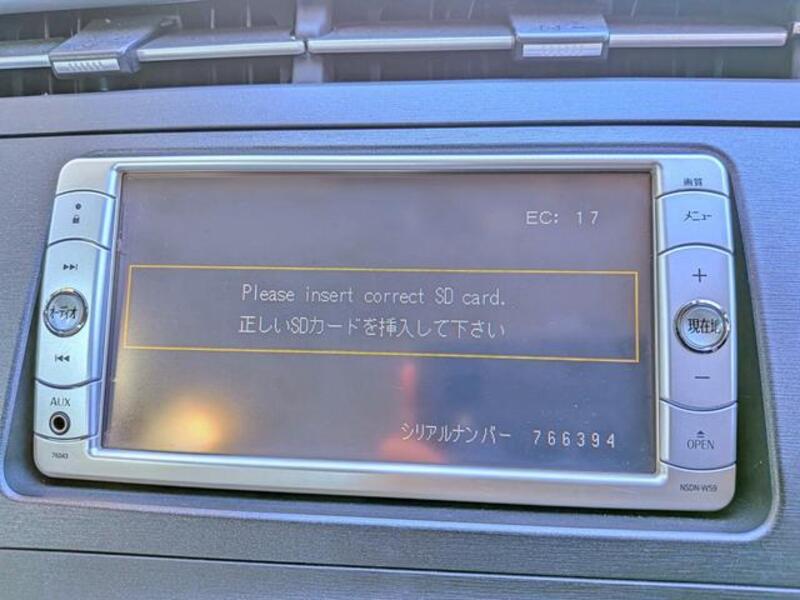 EC: 17
Please insert correct SD card.
正しいSDカードを挿入して下さい
シリアルナンバー 766394
オーディオ
AUX
76043
画質
メニュー
+
現在地
−
OPEN
NSDN-W59